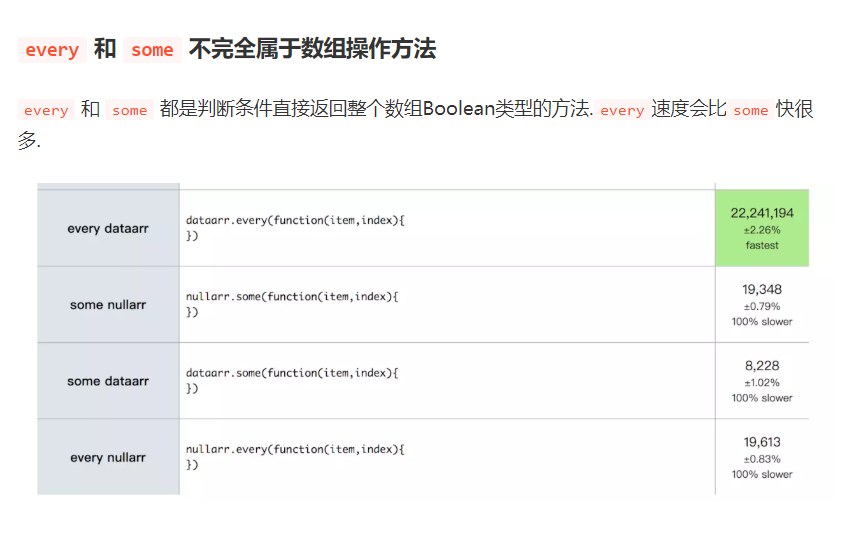 every 和 some 不完全属于数组操作方法
every 和 some 都是判断条件直接返回整个数组Boolean类型的方法. every 速度会比 some 快很
多.
every dataarr
dataarr.every(function(item,index){
})
22,241,194
±2.26%
fastest
some nullarr
nullarr.some(function(item,index){
})
19,348
±0.79%
100% slower
some dataarr
dataarr.some(function(item,index){
})
8,228
±1.02%
100% slower
every nullarr
nullarr.every(function(item,index){
})
19,613
±0.83%
100% slower